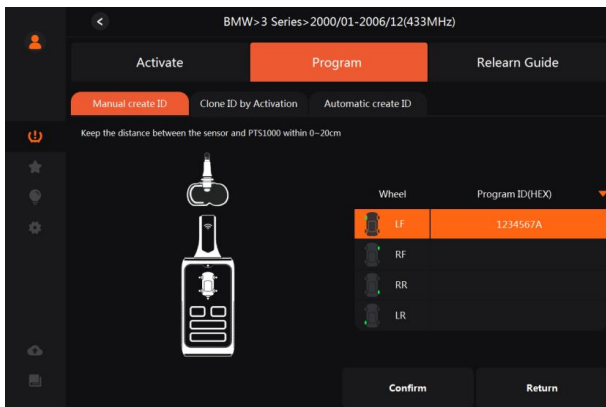 BMW>3 Series>2000/01-2006/12(433MHz)
Activate Program Relearn Guide
Manual create ID Clone ID by Activation Automatic create ID
Keep the distance between the sensor and PTS1000 within 0~20cm
Wheel Program ID(HEX)
LF 1234567A
RF
RR
LR
Confirm Return